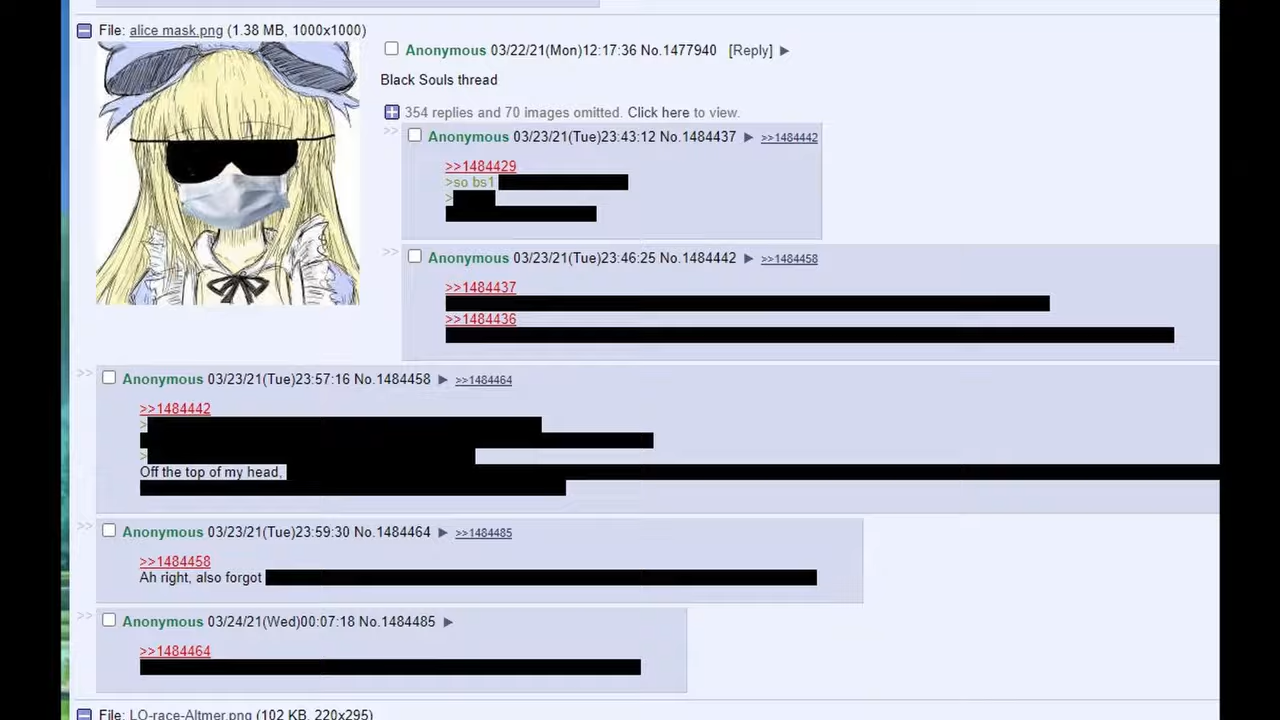 File: alice mask.png (1.38 MB, 1000x1000)
Anonymous 03/22/21(Mon)12:17:36 No.1477940 [Reply] ▶
Black Souls thread
354 replies and 70 images omitted. Click here to view.
>> Anonymous 03/23/21(Tue)23:43:12 No.1484437 ▶ >>1484442
>>1484429
>so bs1
>
>> Anonymous 03/23/21(Tue)23:46:25 No.1484442 ▶ >>1484458
>>1484437
>>1484436
>> Anonymous 03/23/21(Tue)23:57:16 No.1484458 ▶ >>1484464
>>1484442
>
>
Off the top of my head,
>> Anonymous 03/23/21(Tue)23:59:30 No.1484464 ▶ >>1484485
>>1484458
Ah right, also forgot
>> Anonymous 03/24/21(Wed)00:07:18 No.1484485 ▶
>>1484464
File: LO-race-Altmer.png (102 KB, 220x295)